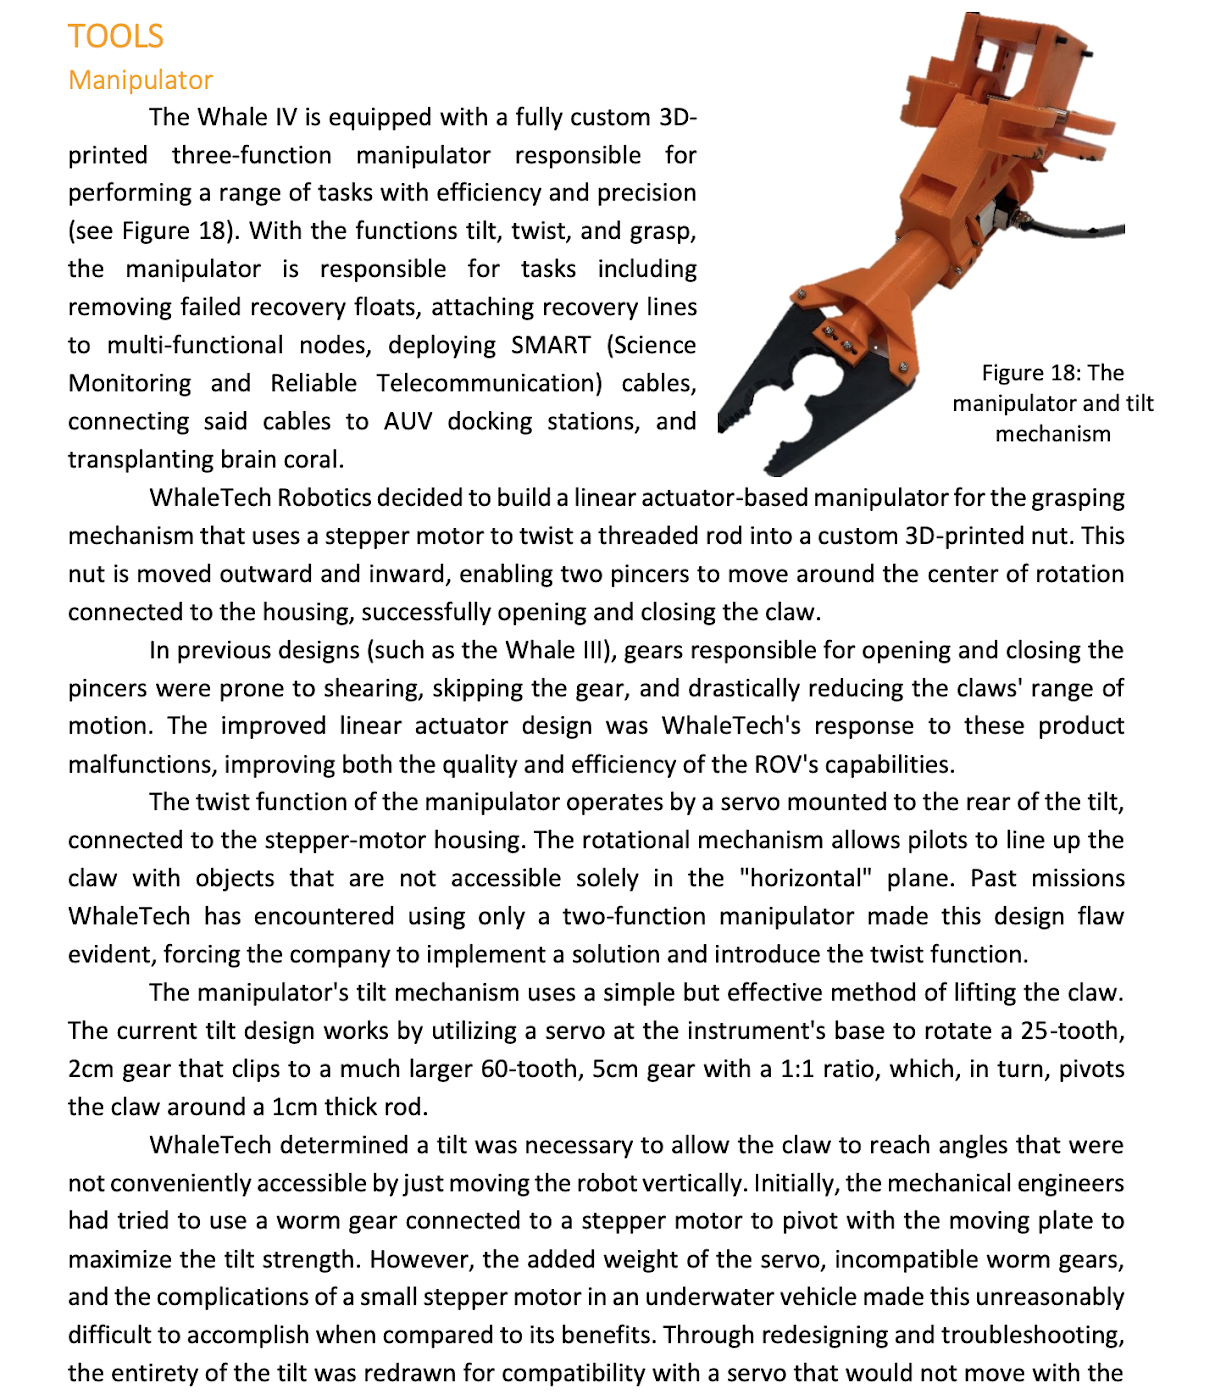 TOOLS
Manipulator
The Whale IV is equipped with a fully custom 3D-
printed three-function manipulator responsible for
performing a range of tasks with efficiency and precision
(see Figure 18). With the functions tilt, twist, and grasp,
the manipulator is responsible for tasks including
removing failed recovery floats, attaching recovery lines
to multi-functional nodes, deploying SMART (Science
Monitoring and Reliable Telecommunication) cables,
connecting said cables to AUV docking stations, and
transplanting brain coral.
Figure 18: The
manipulator and tilt
mechanism
WhaleTech Robotics decided to build a linear actuator-based manipulator for the grasping
mechanism that uses a stepper motor to twist a threaded rod into a custom 3D-printed nut. This
nut is moved outward and inward, enabling two pincers to move around the center of rotation
connected to the housing, successfully opening and closing the claw.
In previous designs (such as the Whale III), gears responsible for opening and closing the
pincers were prone to shearing, skipping the gear, and drastically reducing the claws' range of
motion. The improved linear actuator design was WhaleTech's response to these product
malfunctions, improving both the quality and efficiency of the ROV's capabilities.
The twist function of the manipulator operates by a servo mounted to the rear of the tilt,
connected to the stepper-motor housing. The rotational mechanism allows pilots to line up the
claw with objects that are not accessible solely in the "horizontal" plane. Past missions
WhaleTech has encountered using only a two-function manipulator made this design flaw
evident, forcing the company to implement a solution and introduce the twist function.
The manipulator's tilt mechanism uses a simple but effective method of lifting the claw.
The current tilt design works by utilizing a servo at the instrument's base to rotate a 25-tooth,
2cm gear that clips to a much larger 60-tooth, 5cm gear with a 1:1 ratio, which, in turn, pivots
the claw around a 1cm thick rod.
WhaleTech determined a tilt was necessary to allow the claw to reach angles that were
not conveniently accessible by just moving the robot vertically. Initially, the mechanical engineers
had tried to use a worm gear connected to a stepper motor to pivot with the moving plate to
maximize the tilt strength. However, the added weight of the servo, incompatible worm gears,
and the complications of a small stepper motor in an underwater vehicle made this unreasonably
difficult to accomplish when compared to its benefits. Through redesigning and troubleshooting,
the entirety of the tilt was redrawn for compatibility with a servo that would not move with the